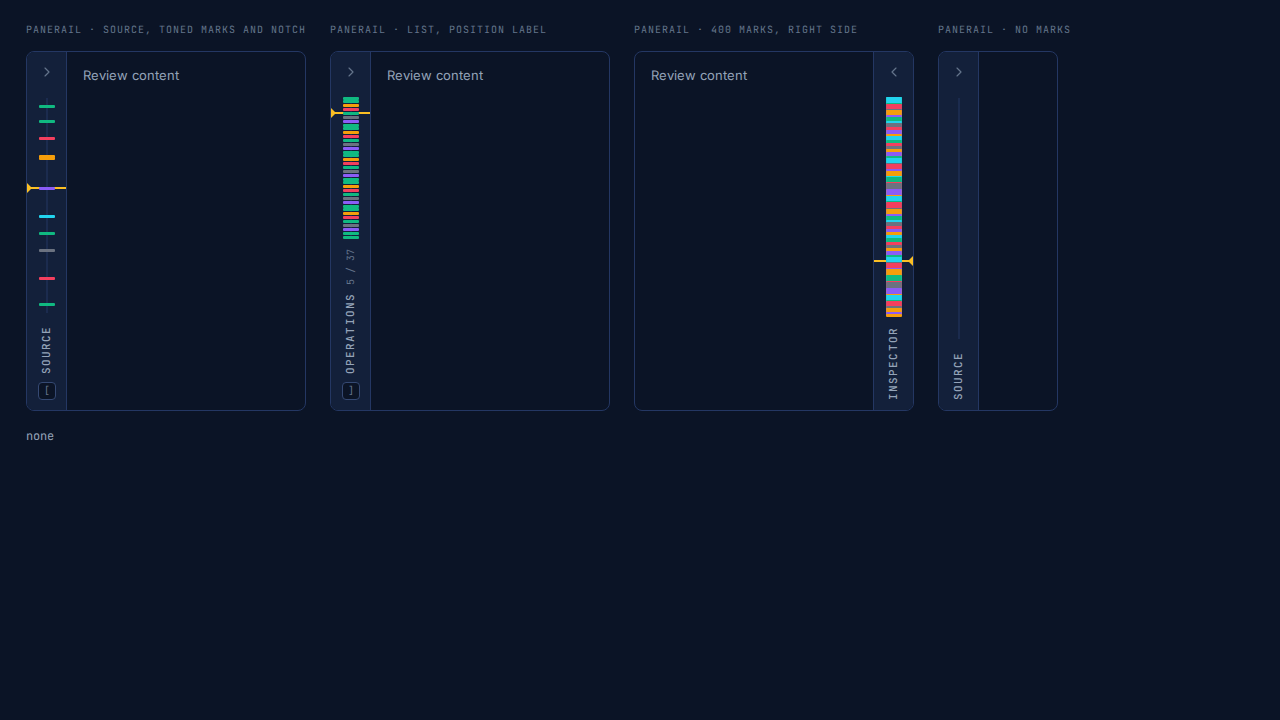 PANERAIL · SOURCE, TONED MARKS AND NOTCH
Review content
SOURCE
[
PANERAIL · LIST, POSITION LABEL
Review content
OPERATIONS 5 / 37
]
PANERAIL · 400 MARKS, RIGHT SIDE
Review content
INSPECTOR
PANERAIL · NO MARKS
SOURCE
none